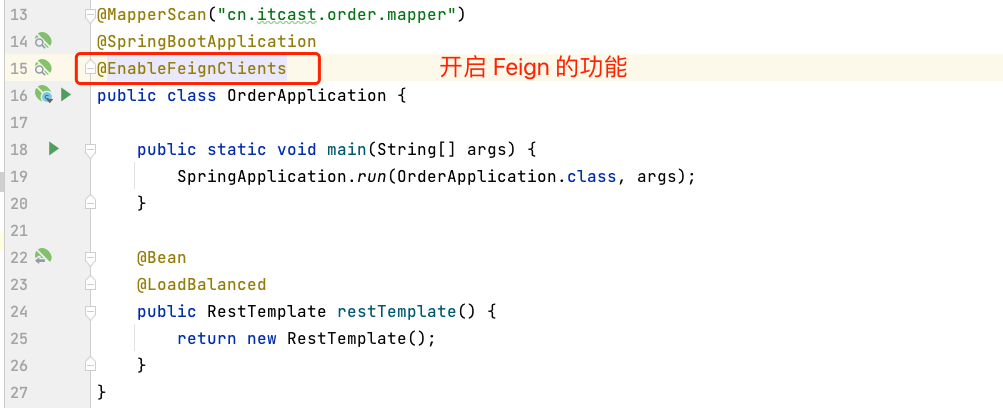 13 @MapperScan("cn.itcast.order.mapper")
14 @SpringBootApplication
15 @EnableFeignClients 开启 Feign 的功能
16 public class OrderApplication {
17
18 public static void main(String[] args) {
19 SpringApplication.run(OrderApplication.class, args);
20 }
21
22 @Bean
23 @LoadBalanced
24 public RestTemplate restTemplate() {
25 return new RestTemplate();
26 }
27 }